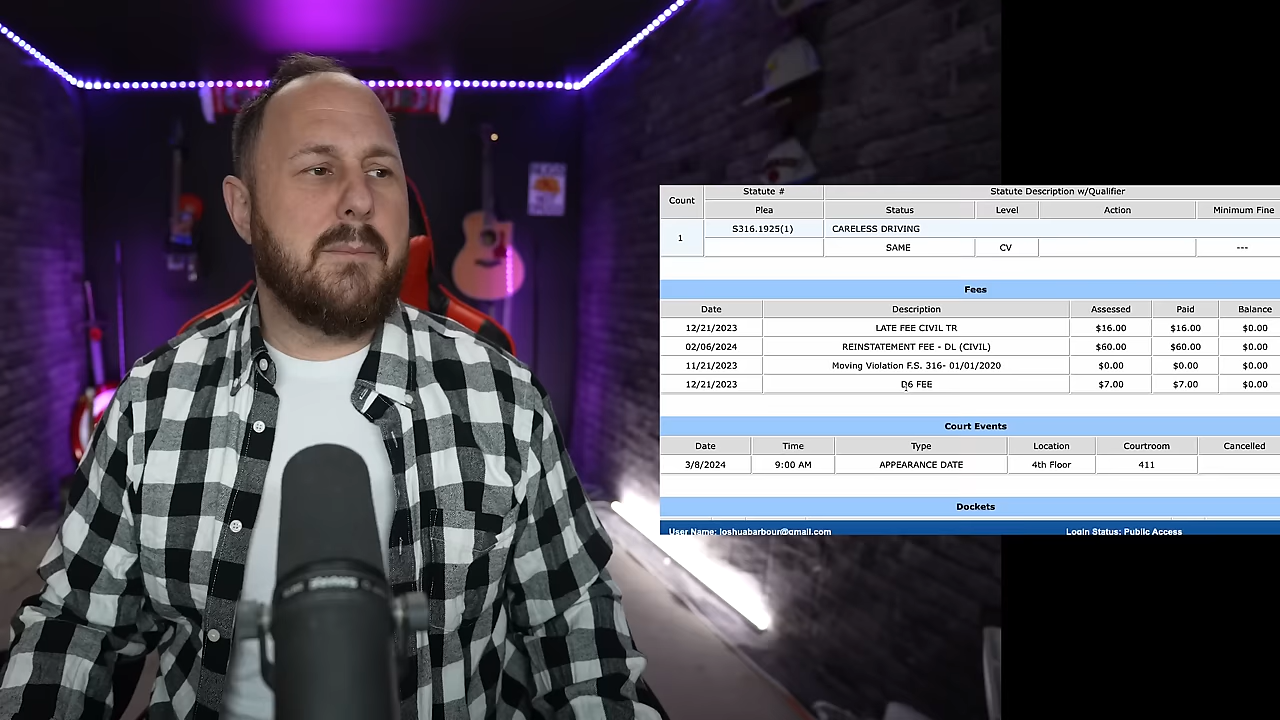 Count
Statute #
Statute Description w/Qualifier
Plea
Status
Level
Action
Minimum Fine
1
S316.1925(1)
CARELESS DRIVING
SAME
CV
---
Fees
Date
Description
Assessed
Paid
Balance
12/21/2023
LATE FEE CIVIL TR
$16.00
$16.00
$0.00
02/06/2024
REINSTATEMENT FEE - DL (CIVIL)
$60.00
$60.00
$0.00
11/21/2023
Moving Violation F.S. 316- 01/01/2020
$0.00
$0.00
$0.00
12/21/2023
D6 FEE
$7.00
$7.00
$0.00
Court Events
Date
Time
Type
Location
Courtroom
Cancelled
3/8/2024
9:00 AM
APPEARANCE DATE
4th Floor
411
Dockets
User Name: joshuabarbour@gmail.com
Login Status: Public Access